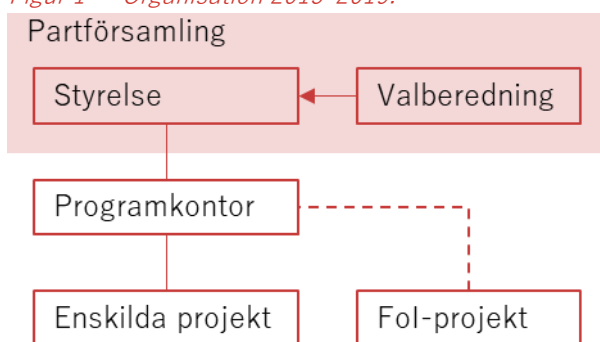 Partförsamling
Styrelse
Valberedning
Programkontor
Enskilda projekt
FoI-projekt